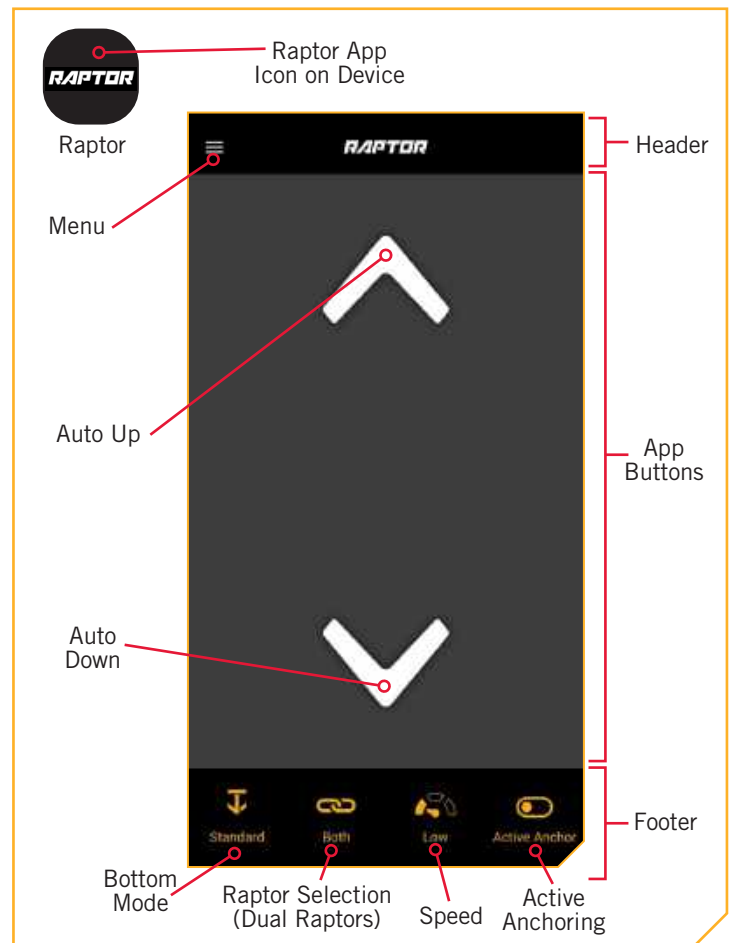 Raptor App
Icon on Device
RAPTOR
Raptor
RAPTOR
Header
Menu
Auto Up
App
Buttons
Auto
Down
Standard
Both
Low
Active Anchor
Footer
Bottom
Mode
Raptor Selection
(Dual Raptors)
Speed
Active
Anchoring